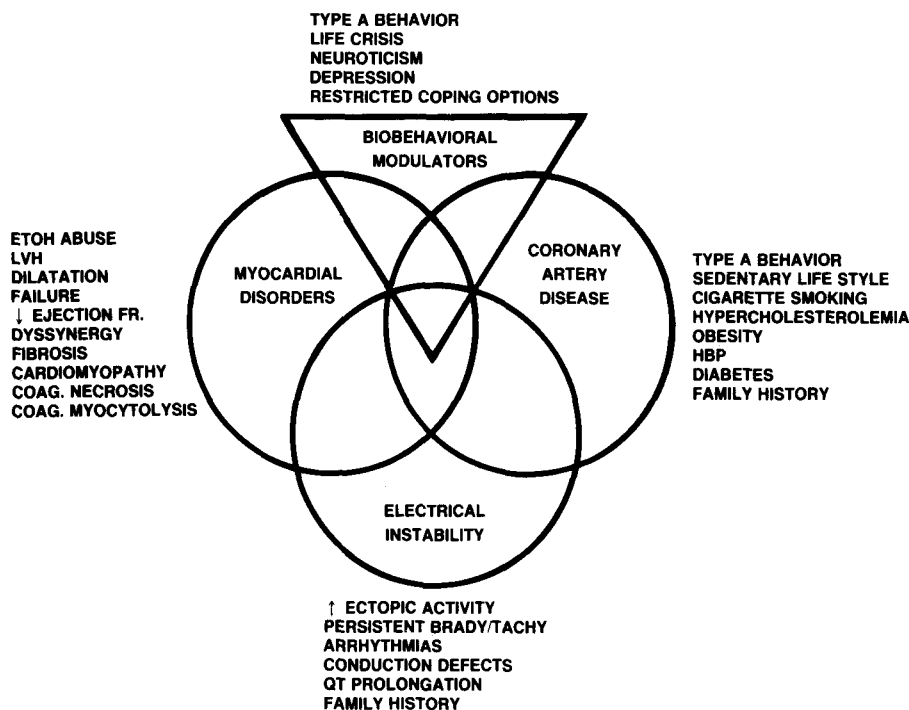 TYPE A BEHAVIOR
LIFE CRISIS
NEUROTICISM
DEPRESSION
RESTRICTED COPING OPTIONS
BIOBEHAVIORAL
MODULATORS
ETOH ABUSE
LVH
DILATATION
FAILURE
↓ EJECTION FR.
DYSSYNERGY
FIBROSIS
CARDIOMYOPATHY
COAG. NECROSIS
COAG. MYOCYTOLYSIS
MYOCARDIAL
DISORDERS
CORONARY
ARTERY
DISEASE
TYPE A BEHAVIOR
SEDENTARY LIFE STYLE
CIGARETTE SMOKING
HYPERCHOLESTEROLEMIA
OBESITY
HBP
DIABETES
FAMILY HISTORY
ELECTRICAL
INSTABILITY
↑ ECTOPIC ACTIVITY
PERSISTENT BRADY/TACHY
ARRHYTHMIAS
CONDUCTION DEFECTS
QT PROLONGATION
FAMILY HISTORY